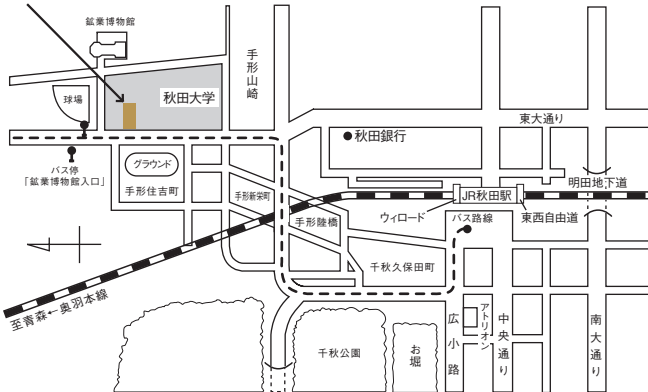 鉱業博物館
手形山崎
秋田大学
球場
東大通り
秋田銀行
グラウンド
バス停
「鉱業博物館入口」
手形住吉町
手形新栄町
JR秋田駅
明田地下道
ウィロード
バス路線
東西自由道
手形陸橋
千秋久保田町
至青森←奥羽本線
広小路
アトリオン
中央通り
南大通り
千秋公園
お堀